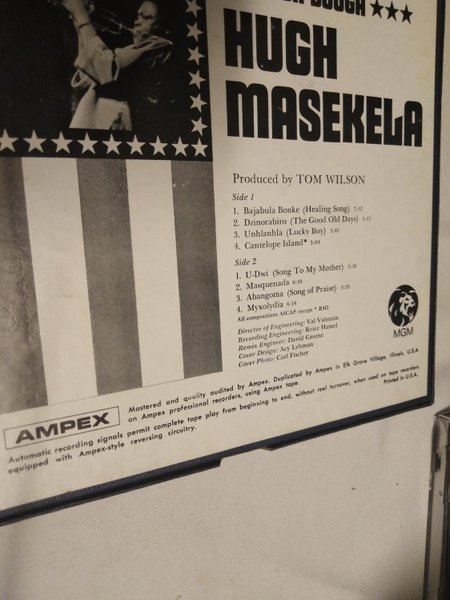 DOUGH ★★★
HUGH
MASEKELA
Produced by TOM WILSON
Side 1
1. Bajabula Bonke (Healing Song) 7:12
2. Dzinorabiro (The Good Old Days)
3. Unhlanhla (Lucky Boy)
4. Cantelope Island*
Side 2
1. U-Dwi (Song To My Mother)
2. Masquenada
3. Abangoma (Song of Praise)
4. Myxolydia
All compositions ASCAP except * BMI
Director of Engineering: Val Valentin
Recording Engineering: Reice Hamel
Remix Engineer: David Greene
Cover Design: Acy Lehman
Cover Photo: Carl Fischer
MGM
AMPEX
Mastered and quality audited by Ampex. Duplicated by Ampex in Elk Grove Village, Illinois, U.S.A.
on Ampex professional recorders, using Ampex tape.
Automatic recording signals permit complete tape play from beginning to end, without reel turnover, when used on tape recorders
equipped with Ampex-style reversing circuitry.
Printed in U.S.A.